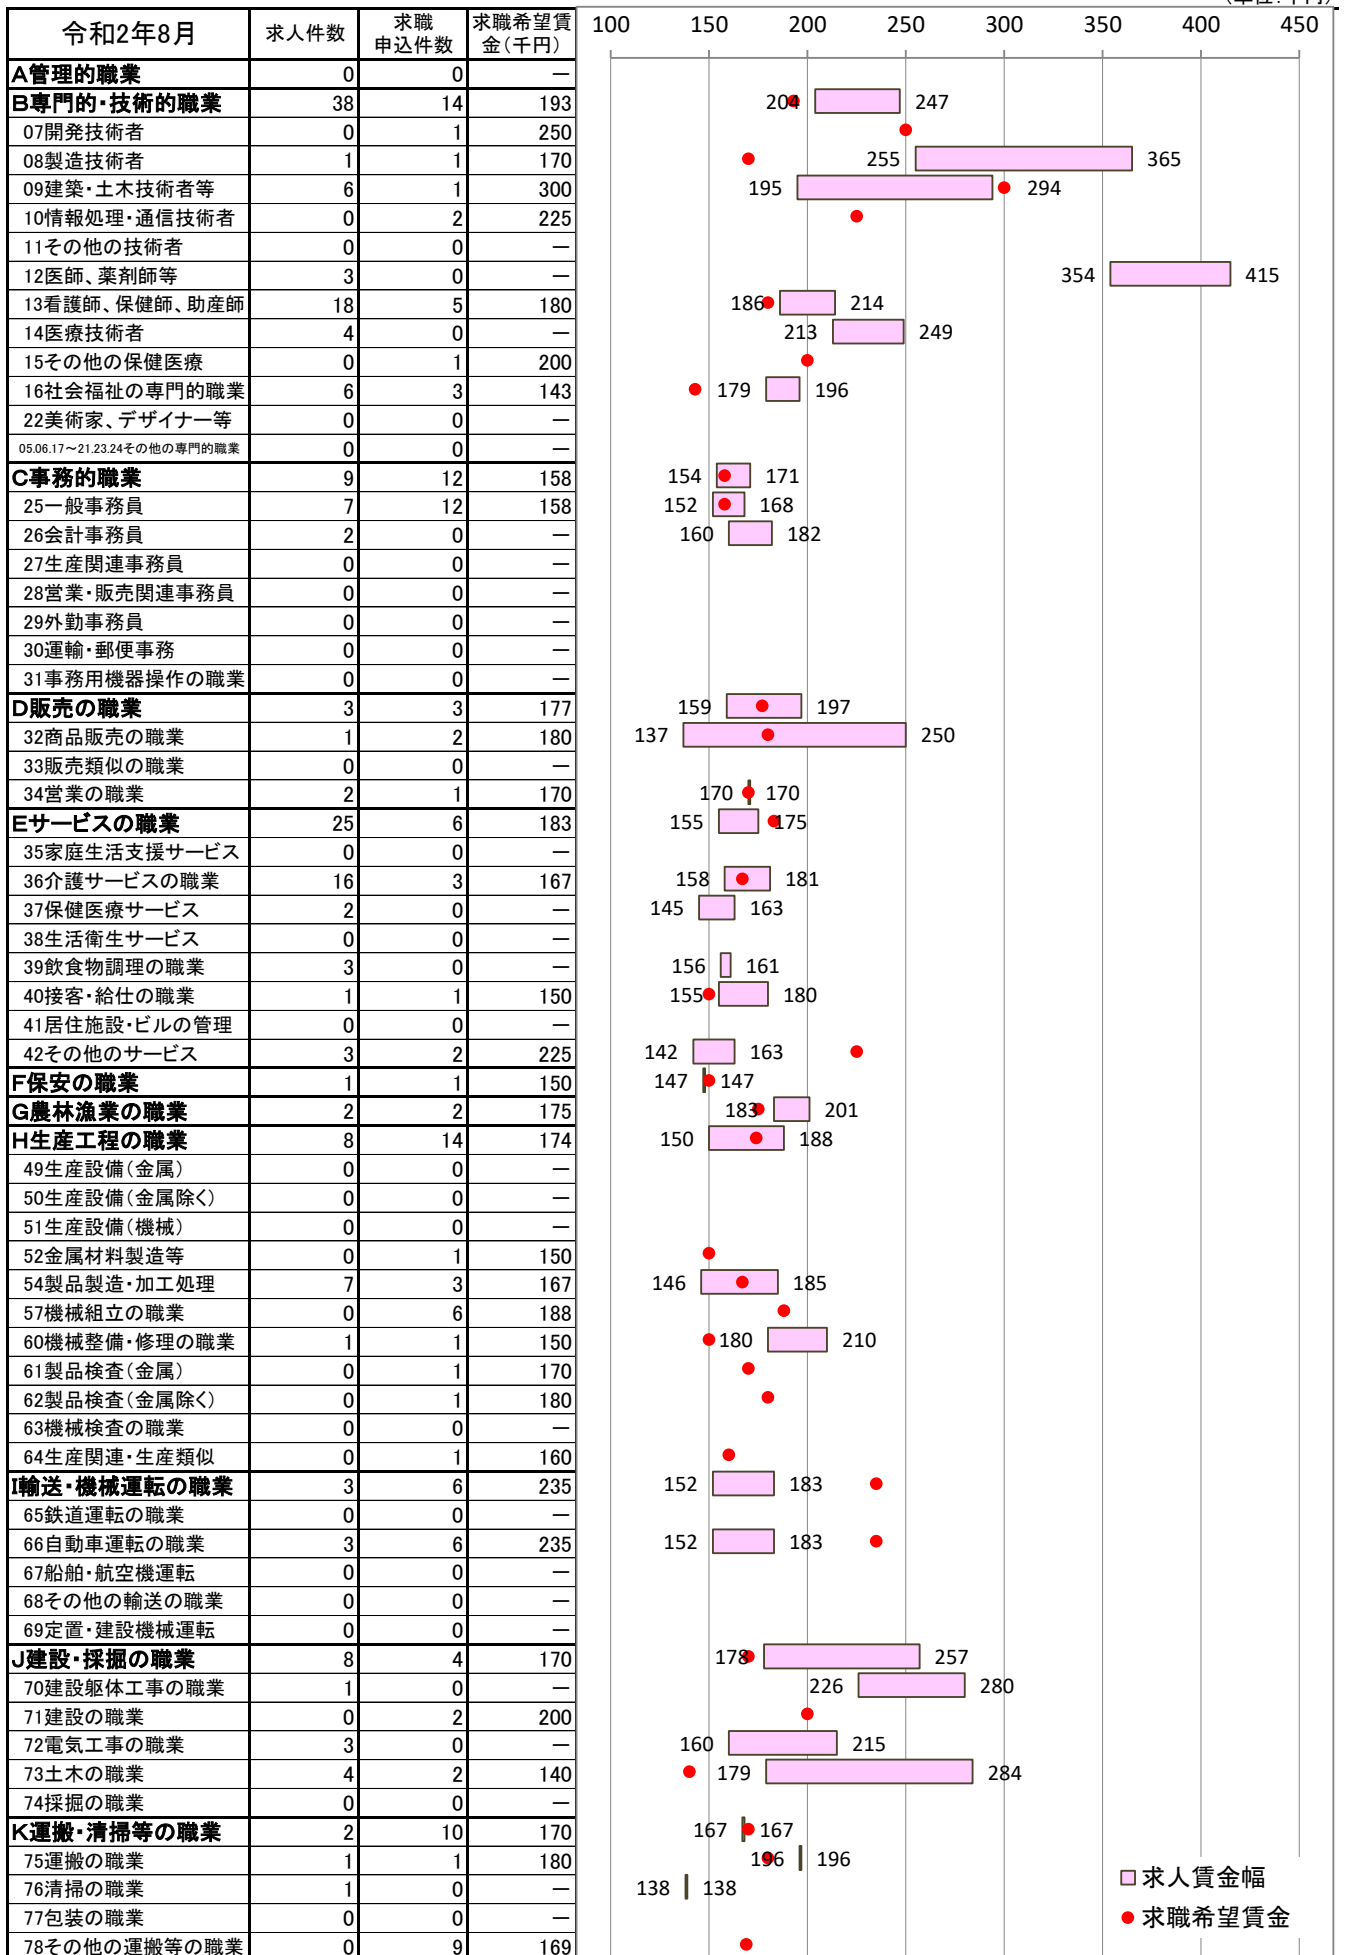 (単位:千円)
令和2年8月 求人件数 求職申込件数 求職希望賃金(千円) 100 150 200 250 300 350 400 450
A管理的職業 0 0 ―
B専門的・技術的職業 38 14 193 204 247
07開発技術者 0 1 250
08製造技術者 1 1 170 255 365
09建築・土木技術者等 6 1 300 195 294
10情報処理・通信技術者 0 2 225
11その他の技術者 0 0 ―
12医師、薬剤師等 3 0 ― 354 415
13看護師、保健師、助産師 18 5 180 186 214
14医療技術者 4 0 ― 213 249
15その他の保健医療 0 1 200
16社会福祉の専門的職業 6 3 143 179 196
22美術家、デザイナー等 0 0 ―
05.06.17～21.23.24その他の専門的職業 0 0 ―
C事務的職業 9 12 158 154 171
25一般事務員 7 12 158 152 168
26会計事務員 2 0 ― 160 182
27生産関連事務員 0 0 ―
28営業・販売関連事務員 0 0 ―
29外勤事務員 0 0 ―
30運輸・郵便事務 0 0 ―
31事務用機器操作の職業 0 0 ―
D販売の職業 3 3 177 159 197
32商品販売の職業 1 2 180 137 250
33販売類似の職業 0 0 ―
34営業の職業 2 1 170 170 170
Eサービスの職業 25 6 183 155 175
35家庭生活支援サービス 0 0 ―
36介護サービスの職業 16 3 167 158 181
37保健医療サービス 2 0 ― 145 163
38生活衛生サービス 0 0 ―
39飲食物調理の職業 3 0 ― 156 161
40接客・給仕の職業 1 1 150 155 180
41居住施設・ビルの管理 0 0 ―
42その他のサービス 3 2 225 142 163
F保安の職業 1 1 150 147 147
G農林漁業の職業 2 2 175 183 201
H生産工程の職業 8 14 174 150 188
49生産設備(金属) 0 0 ―
50生産設備(金属除く) 0 0 ―
51生産設備(機械) 0 0 ―
52金属材料製造等 0 1 150
54製品製造・加工処理 7 3 167 146 185
57機械組立の職業 0 6 188
60機械整備・修理の職業 1 1 150 180 210
61製品検査(金属) 0 1 170
62製品検査(金属除く) 0 1 180
63機械検査の職業 0 0 ―
64生産関連・生産類似 0 1 160
I輸送・機械運転の職業 3 6 235 152 183
65鉄道運転の職業 0 0 ―
66自動車運転の職業 3 6 235 152 183
67船舶・航空機運転 0 0 ―
68その他の輸送の職業 0 0 ―
69定置・建設機械運転 0 0 ―
J建設・採掘の職業 8 4 170 178 257
70建設躯体工事の職業 1 0 ― 226 280
71建設の職業 0 2 200
72電気工事の職業 3 0 ― 160 215
73土木の職業 4 2 140 179 284
74採掘の職業 0 0 ―
K運搬・清掃等の職業 2 10 170 167 167
75運搬の職業 1 1 180 196 196
76清掃の職業 1 0 ― 138 138
77包装の職業 0 0 ―
78その他の運搬等の職業 0 9 169
求人賃金幅
求職希望賃金